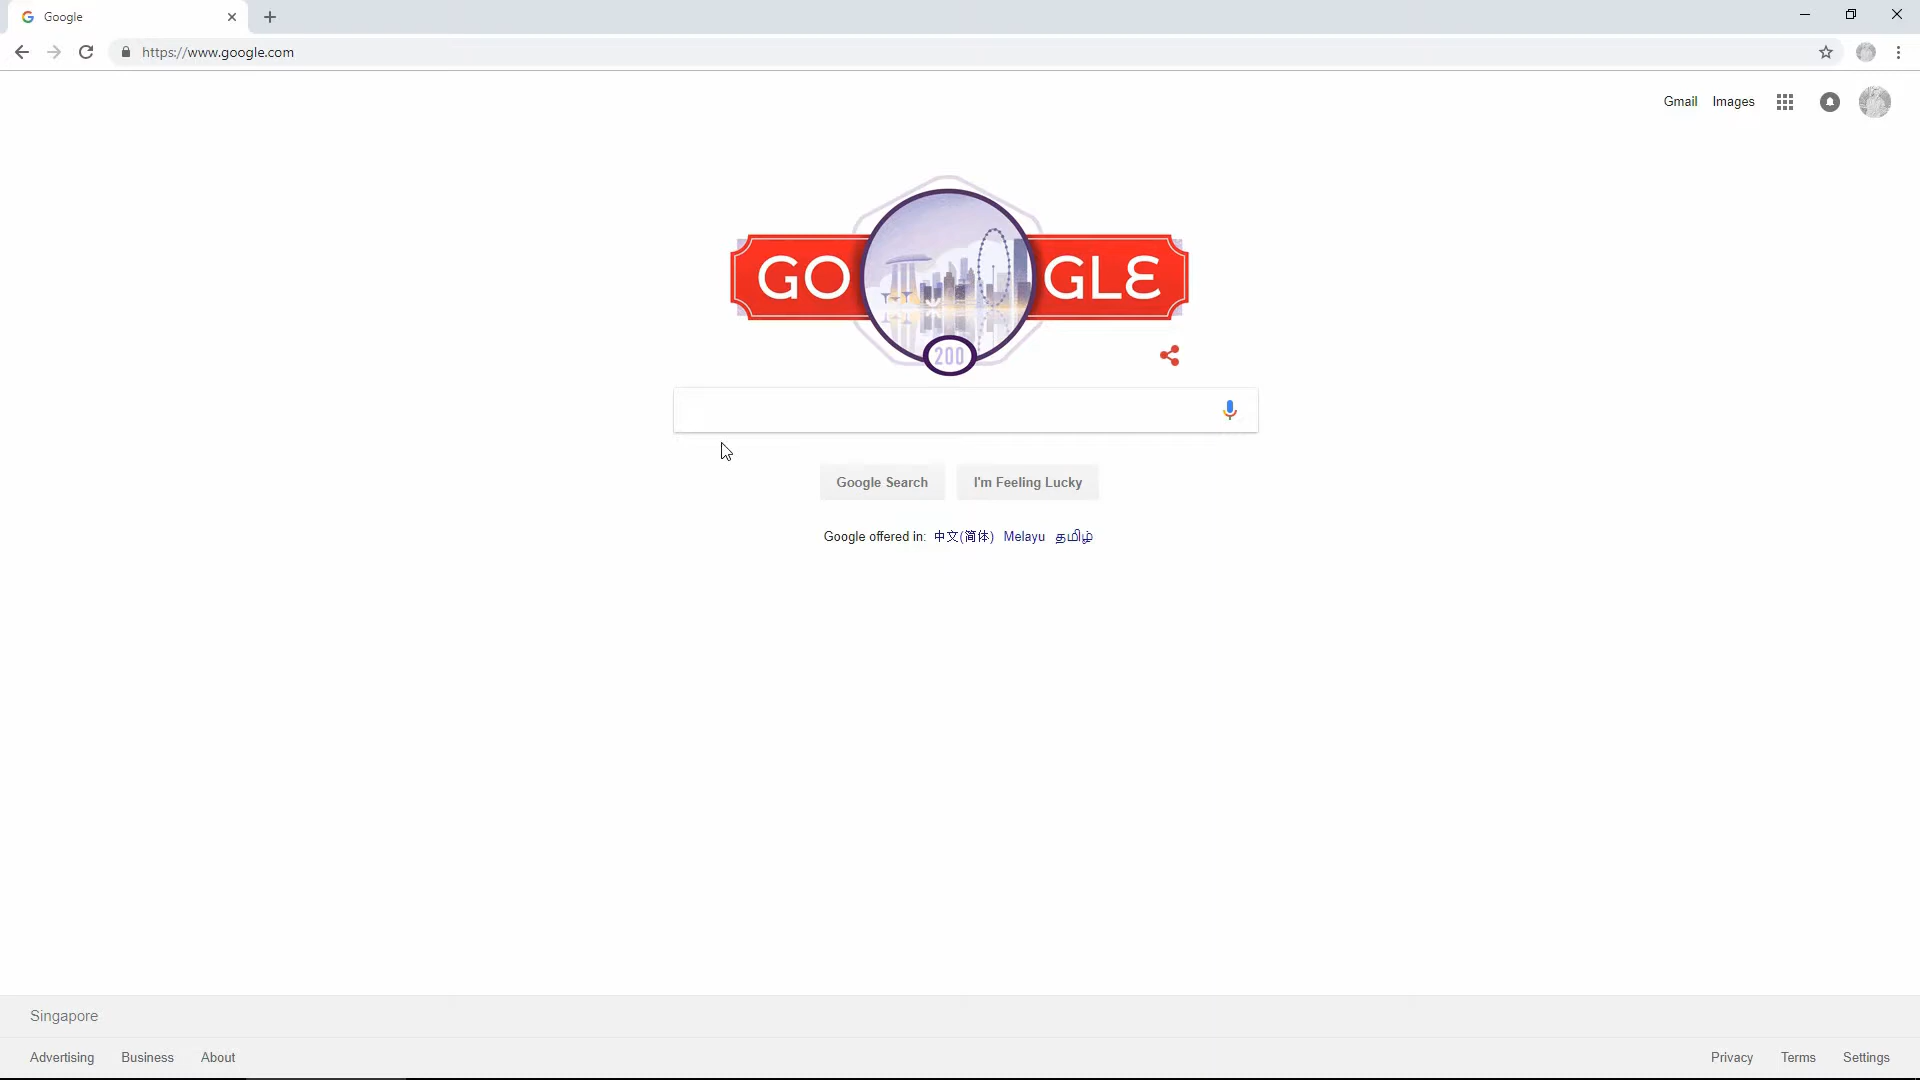 Google
https://www.google.com
Gmail Images
GO GLE
200
Google Search I'm Feeling Lucky
Google offered in: 中文(简体) Melayu தமிழ்
Singapore
Advertising Business About Privacy Terms Settings